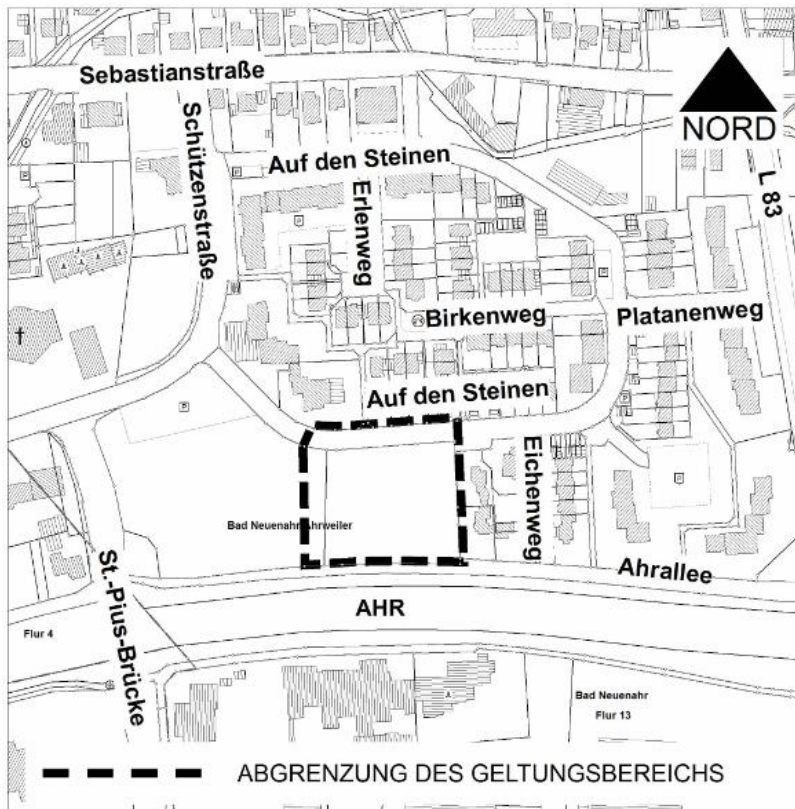 Sebastianstraße
NORD
Schützenstraße
Auf den Steinen
Erlenweg
L 83
Birkenweg
Platanenweg
Auf den Steinen
P
Eichenweg
P
Bad Neuenahr-Ahrweiler
Ahrallee
St.-Pius-Brücke
AHR
Flur 4
Bad Neuenahr
Flur 13
ABGRENZUNG DES GELTUNGSBEREICHS